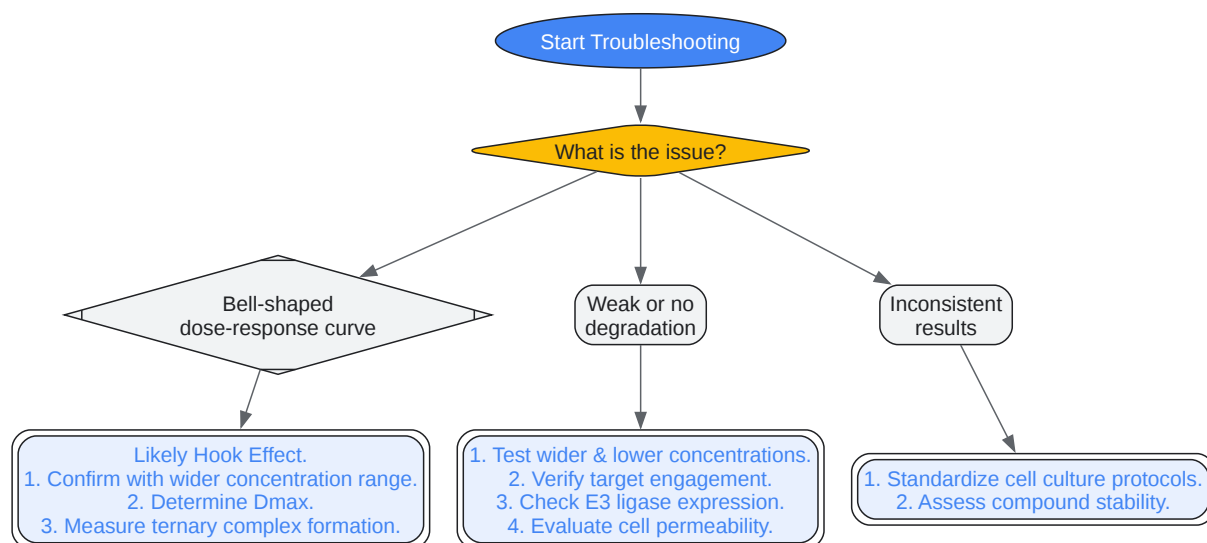 Start Troubleshooting
What is the issue?
Bell-shaped
dose-response curve
Weak or no
degradation
Inconsistent
results
Likely Hook Effect.
1. Confirm with wider concentration range.
2. Determine Dmax.
3. Measure ternary complex formation.
1. Test wider & lower concentrations.
2. Verify target engagement.
3. Check E3 ligase expression.
4. Evaluate cell permeability.
1. Standardize cell culture protocols.
2. Assess compound stability.